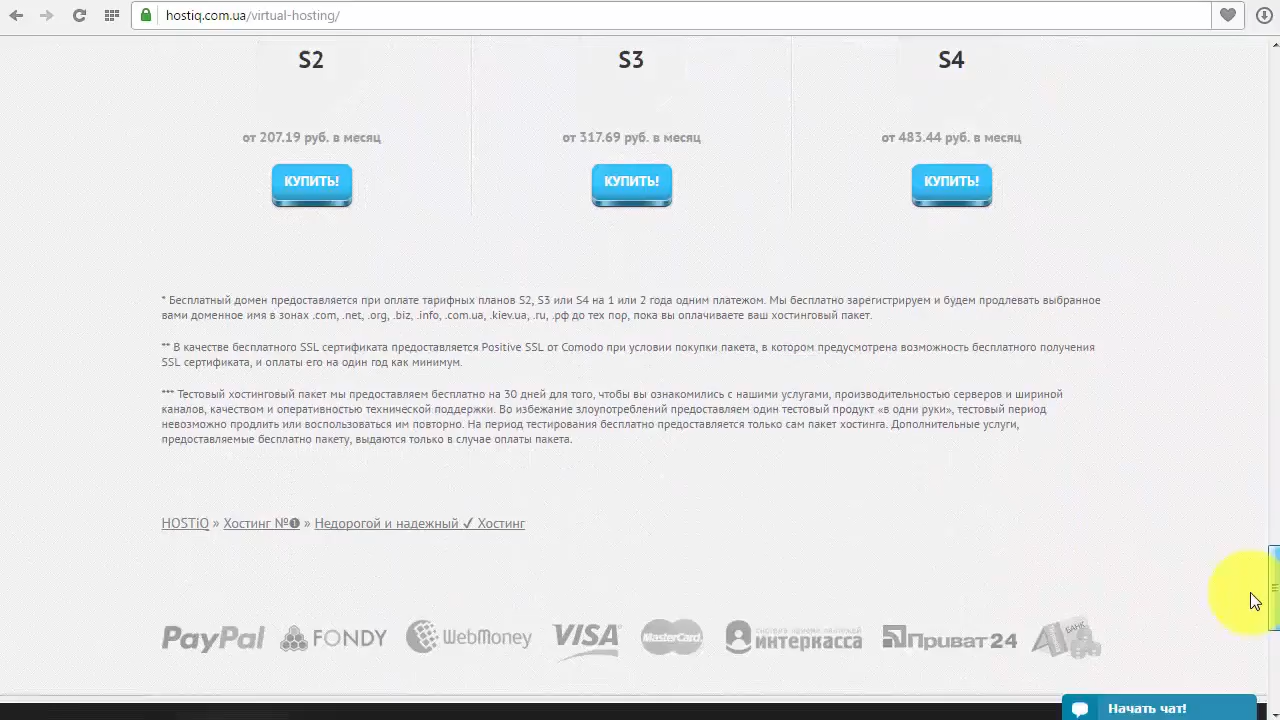 hostiq.com.ua/virtual-hosting/
S2
S3
S4
от 207.19 руб. в месяц
от 317.69 руб. в месяц
от 483.44 руб. в месяц
КУПИТЬ!
КУПИТЬ!
КУПИТЬ!
* Бесплатный домен предоставляется при оплате тарифных планов S2, S3 или S4 на 1 или 2 года одним платежом. Мы бесплатно зарегистрируем и будем продлевать выбранное
вами доменное имя в зонах .com, .net, .org, .biz, .info, .com.ua, .kiev.ua, .ru, .рф до тех пор, пока вы оплачиваете ваш хостинговый пакет.
** В качестве бесплатного SSL сертификата предоставляется Positive SSL от Comodo при условии покупки пакета, в котором предусмотрена возможность бесплатного получения
SSL сертификата, и оплаты его на один год как минимум.
*** Тестовый хостинговый пакет мы предоставляем бесплатно на 30 дней для того, чтобы вы ознакомились с нашими услугами, производительностью серверов и шириной
каналов, качеством и оперативностью технической поддержки. Во избежание злоупотреблений предоставляем один тестовый продукт «в одни руки», тестовый период
невозможно продлить или воспользоваться им повторно. На период тестирования бесплатно предоставляется только сам пакет хостинга. Дополнительные услуги,
предоставляемые бесплатно пакету, выдаются только в случае оплаты пакета.
HOSTiQ » Хостинг №❶ » Недорогой и надежный ✓ Хостинг
PayPal FONDY WebMoney VISA MasterCard интеркасса Приват 24 БАНК
Начать чат!